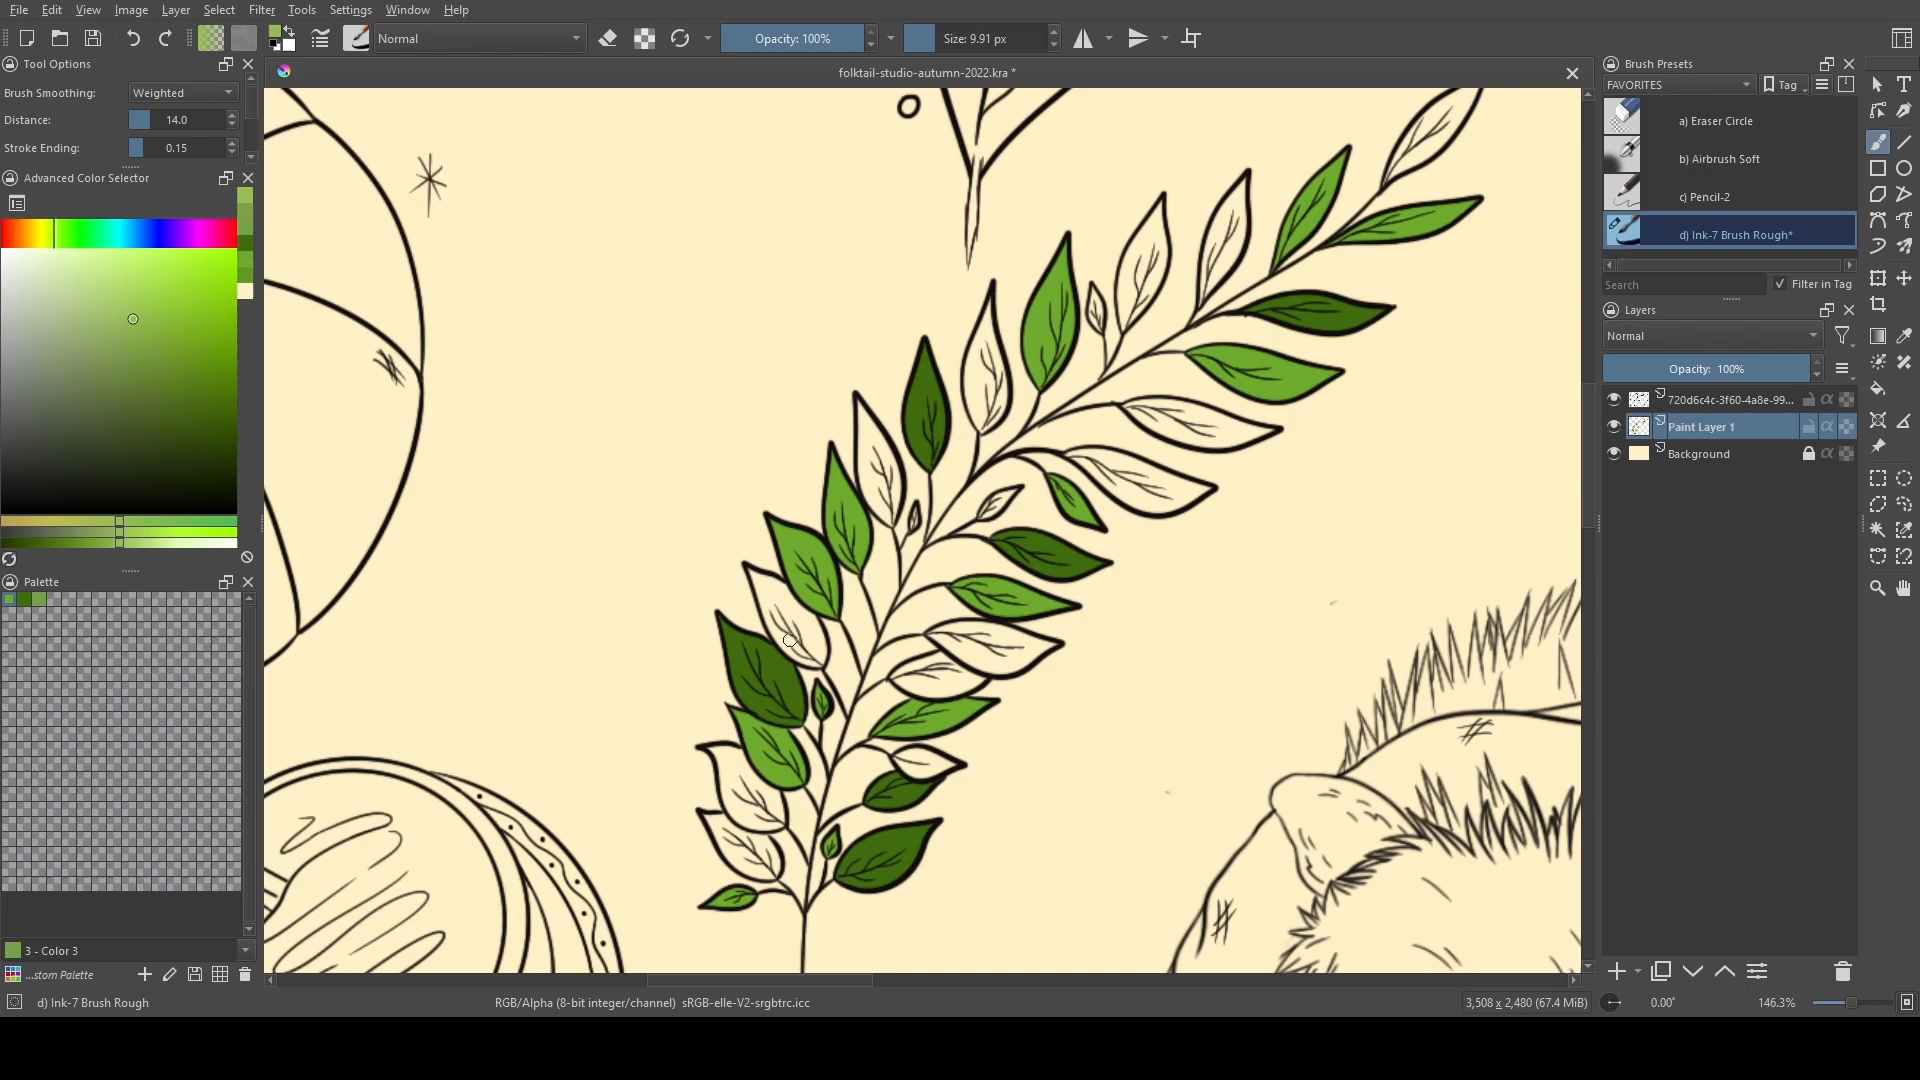 File Edit View Image Layer Select Filter Tools Settings Window Help
Normal
Opacity: 100%
Size: 9.91 px
Tool Options
folktail-studio-autumn-2022.kra *
Brush Presets
Brush Smoothing: Weighted
FAVORITES
Tag
Distance: 14.0
a) Eraser Circle
Stroke Ending: 0.15
b) Airbrush Soft
Advanced Color Selector
c) Pencil-2
d) Ink-7 Brush Rough*
Search
Filter in Tag
Layers
Normal
Opacity: 100%
720d6c4c-3f60-4a8e-99...
Paint Layer 1
Background
Palette
3 - Color 3
...stom Palette
d) Ink-7 Brush Rough
RGB/Alpha (8-bit integer/channel) sRGB-elle-V2-srgbtrc.icc
3,508 x 2,480 (67.4 MiB)
0.00°
146.3%